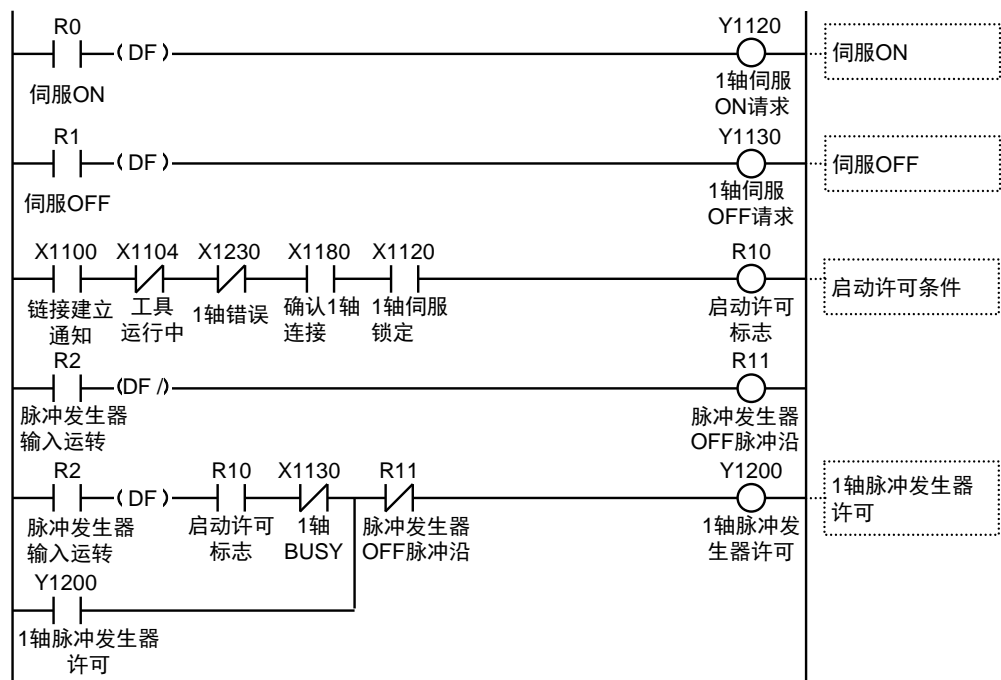 R0
Y1120
( DF )
伺服ON
伺服ON
1轴伺服
ON请求
R1
Y1130
( DF )
伺服OFF
伺服OFF
1轴伺服
OFF请求
X1100 X1104 X1230 X1180 X1120 R10
启动许可条件
链接建立
通知
工具
运行中
1轴错误
确认1轴
连接
1轴伺服
锁定
启动许可
标志
R2
R11
(DF /)
脉冲发生器
输入运转
脉冲发生器
OFF脉冲沿
R2 R10 X1130 R11 Y1200
( DF )
1轴脉冲发生器
许可
脉冲发生器
输入运转
启动许可
标志
1轴
BUSY
脉冲发生器
OFF脉冲沿
1轴脉冲发
生器许可
Y1200
1轴脉冲发生器
许可